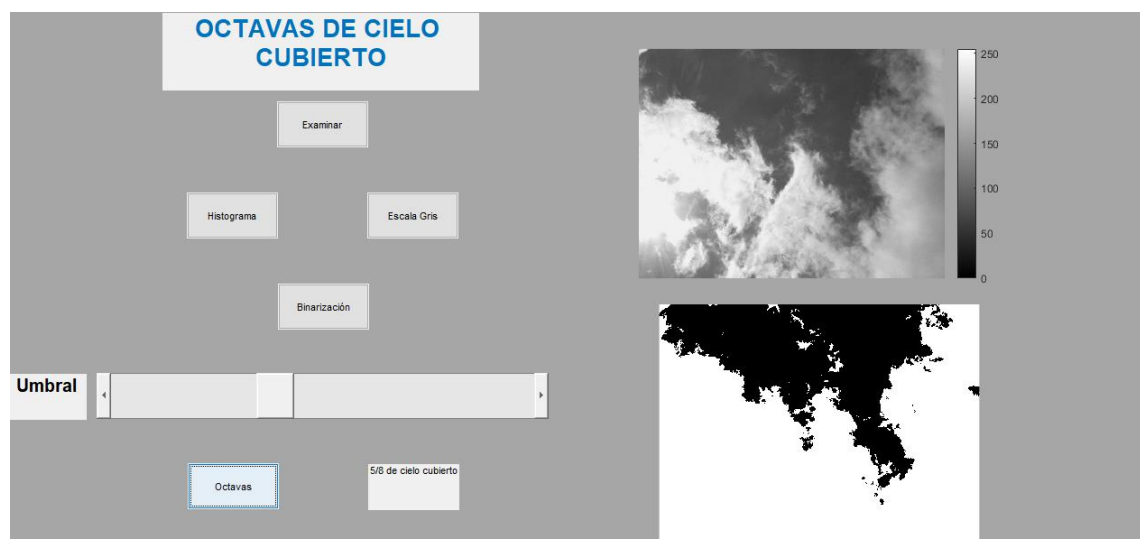 OCTAVAS DE CIELO
CUBIERTO
Examinar
Histograma
Escala Gris
Binarización
Umbral
Octavas
5/8 de cielo cubierto
250
200
150
100
50
0